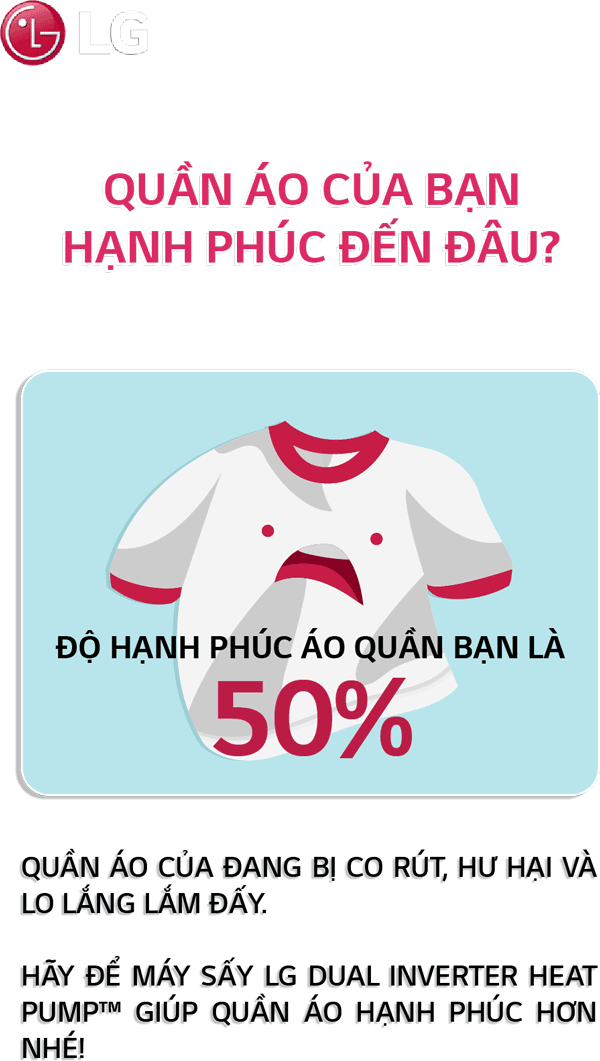 LG
QUẦN ÁO CỦA BẠN
HẠNH PHÚC ĐẾN ĐÂU?
ĐỘ HẠNH PHÚC ÁO QUẦN BẠN LÀ
50%
QUẦN ÁO CỦA ĐANG BỊ CO RÚT, HƯ HẠI VÀ
LO LẮNG LẮM ĐẤY.
HÃY ĐỂ MÁY SẤY LG DUAL INVERTER HEAT
PUMP™ GIÚP QUẦN ÁO HẠNH PHÚC HƠN
NHÉ!